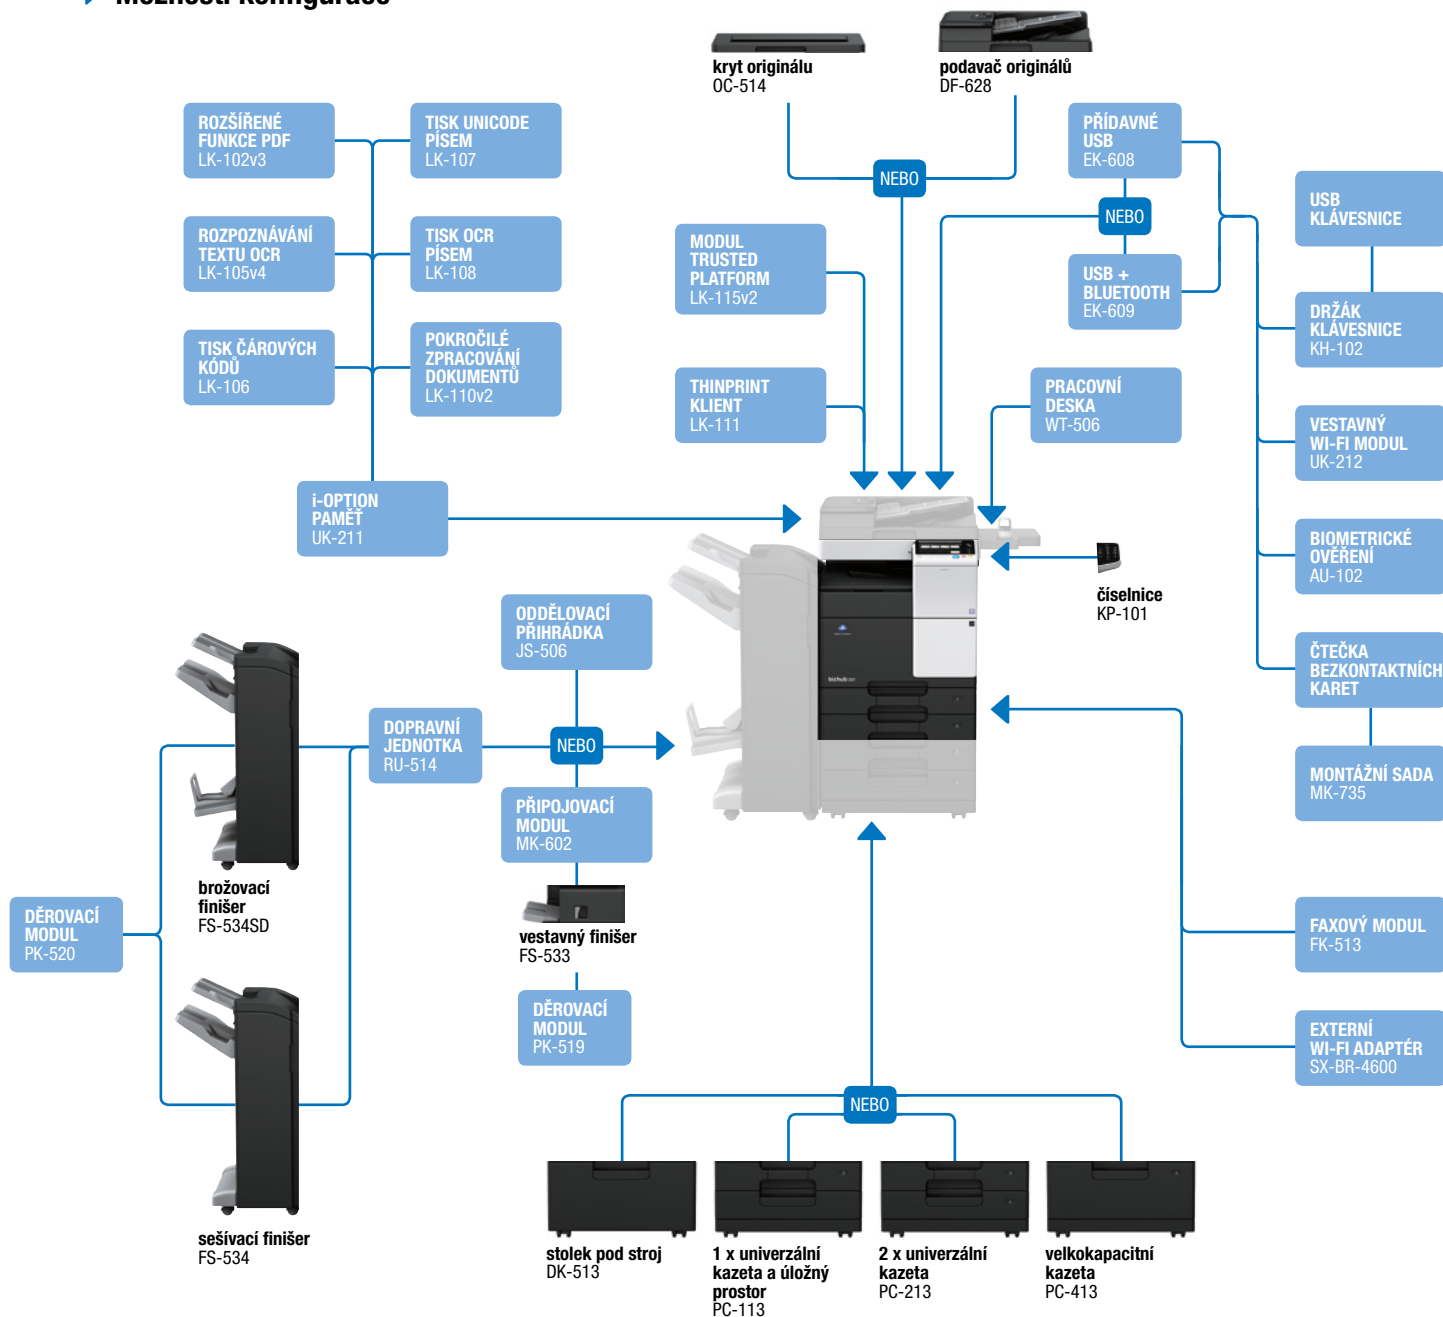 Možnosti konfigurace
kryt originálu
OC-514
podavač originálů
DF-628
ROZŠÍŘENÉ
FUNKCE PDF
LK-102v3
TISK UNICODE
PÍSEM
LK-107
PŘÍDAVNÉ
USB
EK-608
NEBO
USB
KLÁVESNICE
ROZPOZNÁVÁNÍ
TEXTU OCR
LK-105v4
TISK OCR
PÍSEM
LK-108
MODUL
TRUSTED
PLATFORM
LK-115v2
NEBO
USB +
BLUETOOTH
EK-609
DRŽÁK
KLÁVESNICE
KH-102
TISK ČÁROVÝCH
KÓDŮ
LK-106
POKROČILÉ
ZPRACOVÁNÍ
DOKUMENTŮ
LK-110v2
THINPRINT
KLIENT
LK-111
PRACOVNÍ
DESKA
WT-506
VESTAVNÝ
WI-FI MODUL
UK-212
i-OPTION
PAMĚŤ
UK-211
BIOMETRICKÉ
OVĚŘENÍ
AU-102
číselnice
KP-101
ODDĚLOVACÍ
PŘIHRÁDKA
JS-506
ČTEČKA
BEZKONTAKTNÍCH
KARET
bizhub
DOPRAVNÍ
JEDNOTKA
RU-514
NEBO
MONTÁŽNÍ SADA
MK-735
PŘIPOJOVACÍ
MODUL
MK-602
brožovací
finišer
FS-534SD
DĚROVACÍ
MODUL
PK-520
vestavný finišer
FS-533
FAXOVÝ MODUL
FK-513
DĚROVACÍ
MODUL
PK-519
EXTERNÍ
WI-FI ADAPTÉR
SX-BR-4600
NEBO
sešívací finišer
FS-534
stolek pod stroj
DK-513
1 x univerzální
kazeta a úložný
prostor
PC-113
2 x univerzální
kazeta
PC-213
velkokapacitní
kazeta
PC-413